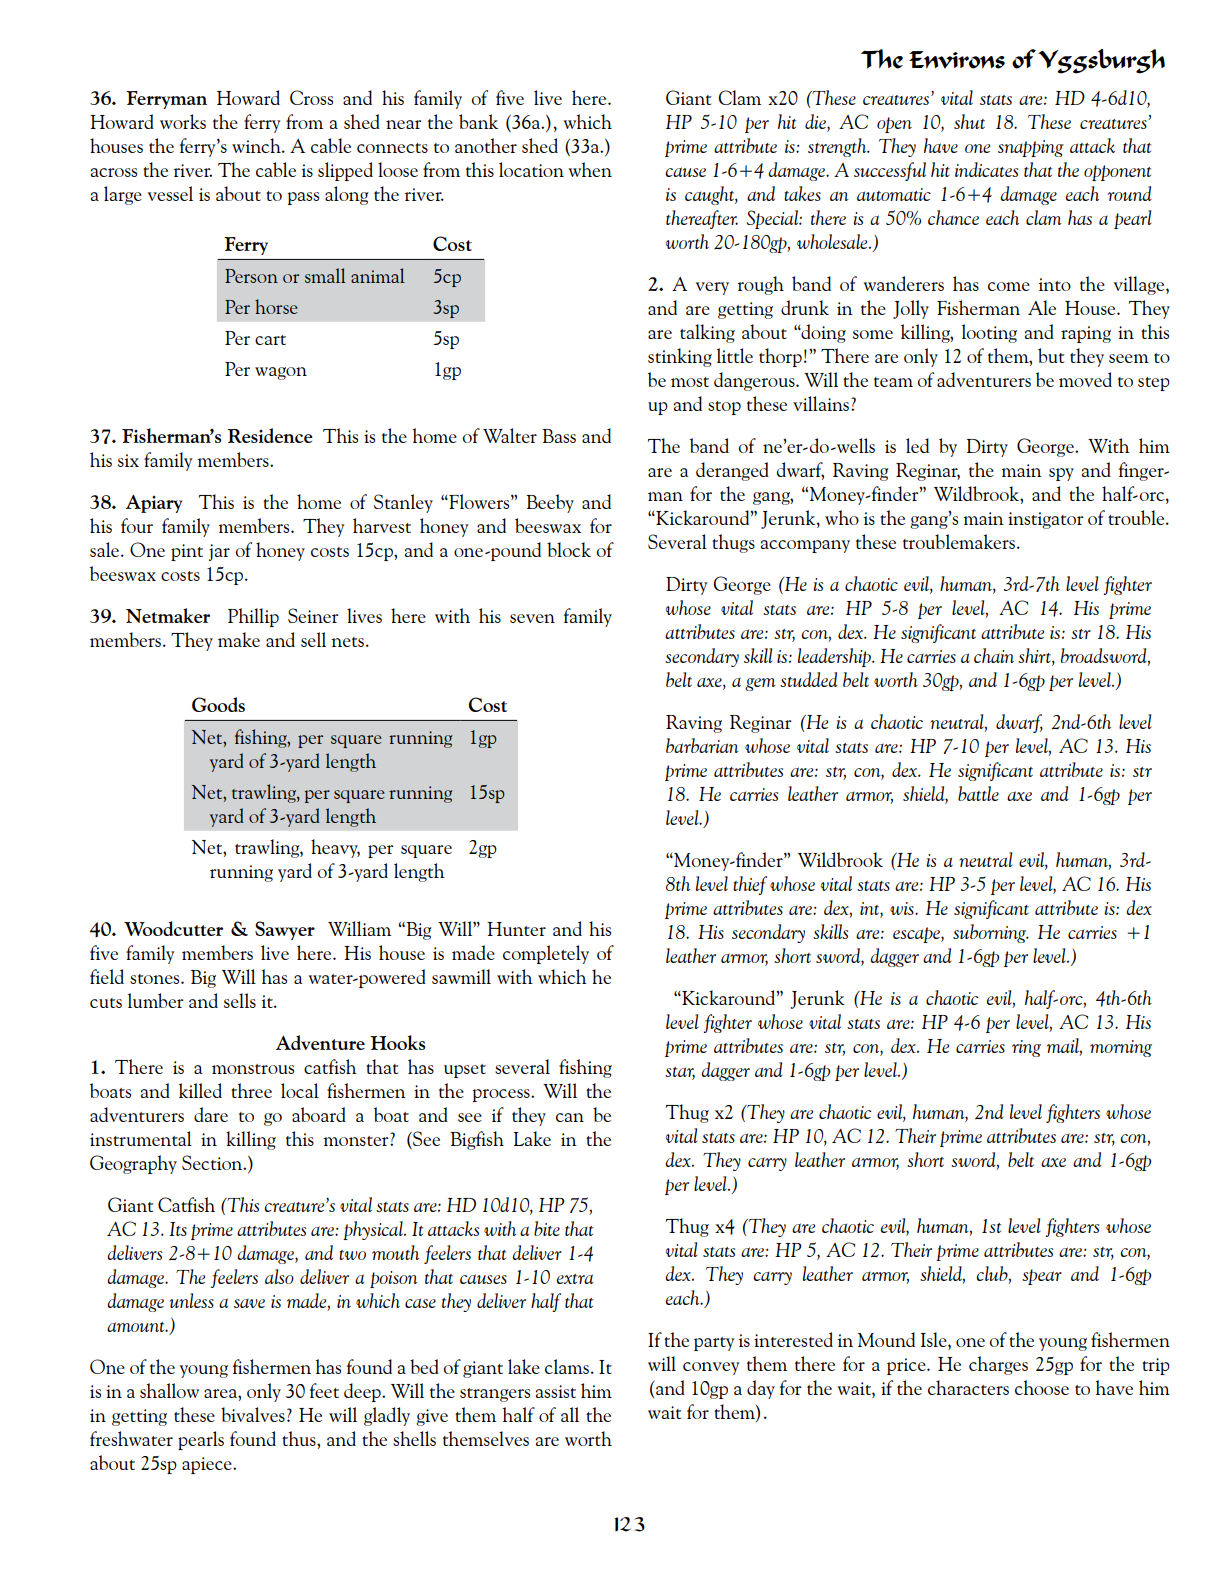 The Environs of Yggsburgh
36. Ferryman Howard Cross and his family of five live here.
Howard works the ferry from a shed near the bank (36a.), which
houses the ferry's winch. A cable connects to another shed (33a.)
across the river. The cable is slipped loose from this location when
a large vessel is about to pass along the river.
Ferry Cost
Person or small animal 5cp
Per horse 3sp
Per cart 5sp
Per wagon 1gp
37. Fisherman's Residence This is the home of Walter Bass and
his six family members.
38. Apiary This is the home of Stanley “Flowers” Beeby and
his four family members. They harvest honey and beeswax for
sale. One pint jar of honey costs 15cp, and a one-pound block of
beeswax costs 15cp.
39. Netmaker Phillip Seiner lives here with his seven family
members. They make and sell nets.
Goods Cost
Net, fishing, per square running 1gp
yard of 3-yard length
Net, trawling, per square running 15sp
yard of 3-yard length
Net, trawling, heavy, per square 2gp
running yard of 3-yard length
40. Woodcutter & Sawyer William “Big Will” Hunter and his
five family members live here. His house is made completely of
field stones. Big Will has a water-powered sawmill with which he
cuts lumber and sells it.
Adventure Hooks
1. There is a monstrous catfish that has upset several fishing
boats and killed three local fishermen in the process. Will the
adventurers dare to go aboard a boat and see if they can be
instrumental in killing this monster? (See Bigfish Lake in the
Geography Section.)
Giant Catfish (This creature's vital stats are: HD 10d10, HP 75,
AC 13. Its prime attributes are: physical. It attacks with a bite that
delivers 2-8+10 damage, and two mouth feelers that deliver 1-4
damage. The feelers also deliver a poison that causes 1-10 extra
damage unless a save is made, in which case they deliver half that
amount.)
One of the young fishermen has found a bed of giant lake clams. It
is in a shallow area, only 30 feet deep. Will the strangers assist him
in getting these bivalves? He will gladly give them half of all the
freshwater pearls found thus, and the shells themselves are worth
about 25sp apiece.
Giant Clam x20 (These creatures' vital stats are: HD 4-6d10,
HP 5-10 per hit die, AC open 10, shut 18. These creatures'
prime attribute is: strength. They have one snapping attack that
cause 1-6+4 damage. A successful hit indicates that the opponent
is caught, and takes an automatic 1-6+4 damage each round
thereafter. Special: there is a 50% chance each clam has a pearl
worth 20-180gp, wholesale.)
2. A very rough band of wanderers has come into the village,
and are getting drunk in the Jolly Fisherman Ale House. They
are talking about “doing some killing, looting and raping in this
stinking little thorp!” There are only 12 of them, but they seem to
be most dangerous. Will the team of adventurers be moved to step
up and stop these villains?
The band of ne'er-do-wells is led by Dirty George. With him
are a deranged dwarf, Raving Reginar, the main spy and finger-
man for the gang, “Money-finder” Wildbrook, and the half-orc,
“Kickaround” Jerunk, who is the gang's main instigator of trouble.
Several thugs accompany these troublemakers.
Dirty George (He is a chaotic evil, human, 3rd-7th level fighter
whose vital stats are: HP 5-8 per level, AC 14. His prime
attributes are: str, con, dex. He significant attribute is: str 18. His
secondary skill is: leadership. He carries a chain shirt, broadsword,
belt axe, a gem studded belt worth 30gp, and 1-6gp per level.)
Raving Reginar (He is a chaotic neutral, dwarf, 2nd-6th level
barbarian whose vital stats are: HP 7-10 per level, AC 13. His
prime attributes are: str, con, dex. He significant attribute is: str
18. He carries leather armor, shield, battle axe and 1-6gp per
level.)
“Money-finder” Wildbrook (He is a neutral evil, human, 3rd-
8th level thief whose vital stats are: HP 3-5 per level, AC 16. His
prime attributes are: dex, int, wis. He significant attribute is: dex
18. His secondary skills are: escape, suborning. He carries +1
leather armor, short sword, dagger and 1-6gp per level.)
“Kickaround” Jerunk (He is a chaotic evil, half-orc, 4th-6th
level fighter whose vital stats are: HP 4-6 per level, AC 13. His
prime attributes are: str, con, dex. He carries ring mail, morning
star, dagger and 1-6gp per level.)
Thug x2 (They are chaotic evil, human, 2nd level fighters whose
vital stats are: HP 10, AC 12. Their prime attributes are: str, con,
dex. They carry leather armor, short sword, belt axe and 1-6gp
per level.)
Thug x4 (They are chaotic evil, human, 1st level fighters whose
vital stats are: HP 5, AC 12. Their prime attributes are: str, con,
dex. They carry leather armor, shield, club, spear and 1-6gp
each.)
If the party is interested in Mound Isle, one of the young fishermen
will convey them there for a price. He charges 25gp for the trip
(and 10gp a day for the wait, if the characters choose to have him
wait for them).
123